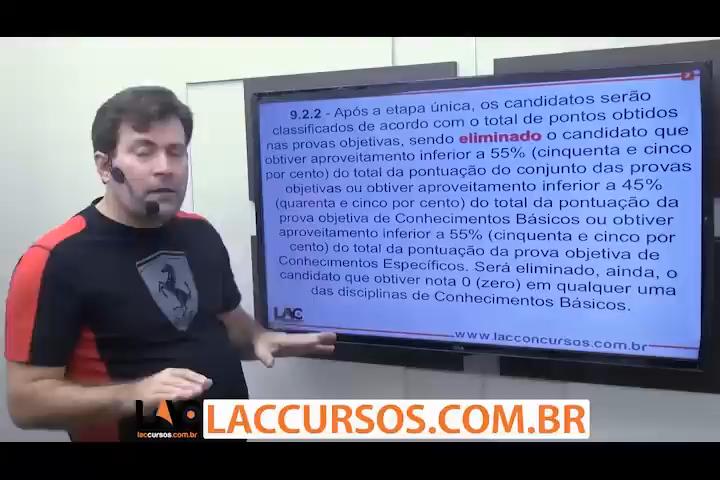 9.2.2 - Após a etapa única, os candidatos serão
classificados de acordo com o total de pontos obtidos
nas provas objetivas, sendo eliminado o candidato que
obtiver aproveitamento inferior a 55% (cinquenta e cinco
por cento) do total da pontuação do conjunto das provas
objetivas ou obtiver aproveitamento inferior a 45%
(quarenta e cinco por cento) do total da pontuação da
prova objetiva de Conhecimentos Básicos ou obtiver
aproveitamento inferior a 55% (cinquenta e cinco por
cento) do total da pontuação da prova objetiva de
Conhecimentos Específicos. Será eliminado, ainda, o
candidato que obtiver nota 0 (zero) em qualquer uma
das disciplinas de Conhecimentos Básicos.
LAC
www.lacconcursos.com.br
LAC
laccursos.com.br
LACCURSOS.COM.BR